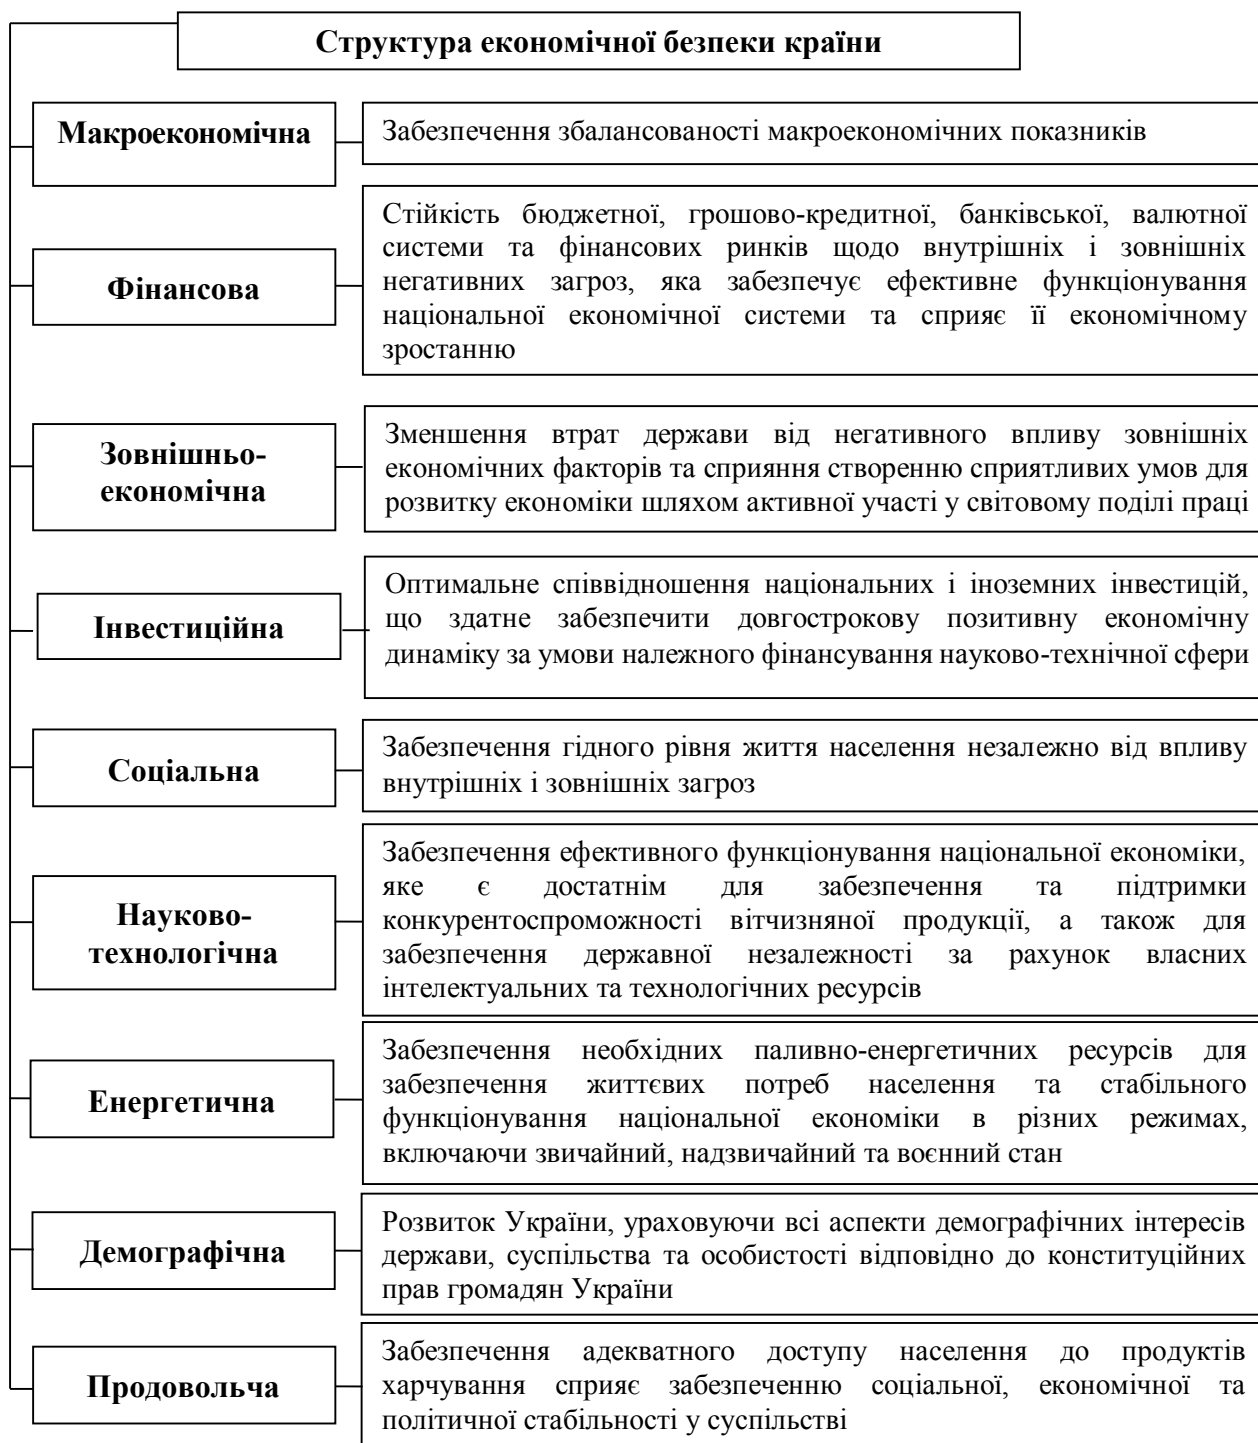 Структура економічної безпеки країни
Макроекономічна
Забезпечення збалансованості макроекономічних показників
Фінансова
Стійкість бюджетної, грошово-кредитної, банківської, валютної
системи та фінансових ринків щодо внутрішніх і зовнішніх
негативних загроз, яка забезпечує ефективне функціонування
національної економічної системи та сприяє її економічному
зростанню
Зовнішньо-
економічна
Зменшення втрат держави від негативного впливу зовнішніх
економічних факторів та сприяння створенню сприятливих умов для
розвитку економіки шляхом активної участі у світовому поділі праці
Інвестиційна
Оптимальне співвідношення національних і іноземних інвестицій,
що здатне забезпечити довгострокову позитивну економічну
динаміку за умови належного фінансування науково-технічної сфери
Соціальна
Забезпечення гідного рівня життя населення незалежно від впливу
внутрішніх і зовнішніх загроз
Науково-
технологічна
Забезпечення ефективного функціонування національної економіки,
яке є достатнім для забезпечення та підтримки
конкурентоспроможності вітчизняної продукції, а також для
забезпечення державної незалежності за рахунок власних
інтелектуальних та технологічних ресурсів
Енергетична
Забезпечення необхідних паливно-енергетичних ресурсів для
забезпечення життєвих потреб населення та стабільного
функціонування національної економіки в різних режимах,
включаючи звичайний, надзвичайний та воєнний стан
Демографічна
Розвиток України, ураховуючи всі аспекти демографічних інтересів
держави, суспільства та особистості відповідно до конституційних
прав громадян України
Продовольча
Забезпечення адекватного доступу населення до продуктів
харчування сприяє забезпеченню соціальної, економічної та
політичної стабільності у суспільстві